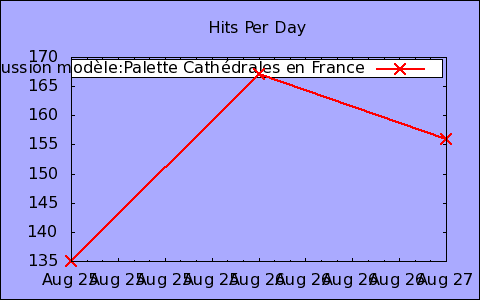 Hits Per Day
170
ussion modèle:Palette Cathédrales en France
165
160
155
150
145
140
135
Aug 25 Aug 25 Aug 25 Aug 25 Aug 26 Aug 26 Aug 26 Aug 26 Aug 27